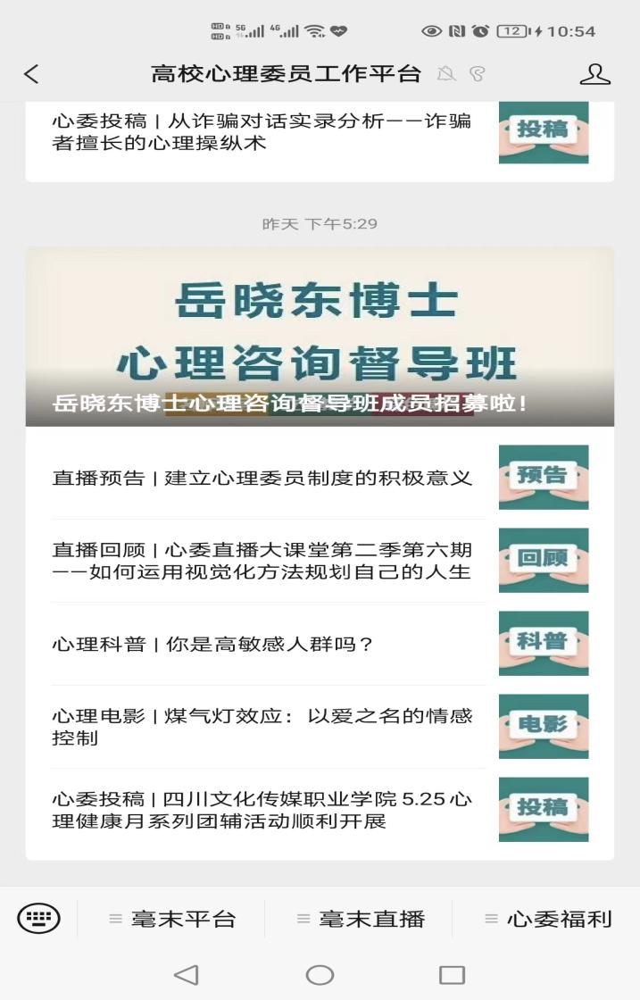 HD 5G 4G 12 10:54
HD
高校心理委员工作平台
心委投稿 | 从诈骗对话实录分析——诈骗
者擅长的心理操纵术
投稿
昨天 下午5:29
岳晓东博士
心理咨询督导班
岳晓东博士心理咨询督导班成员招募啦!
直播预告 | 建立心理委员制度的积极意义
预告
直播回顾 | 心委直播大课堂第二季第六期
——如何运用视觉化方法规划自己的人生
回顾
心理科普 | 你是高敏感人群吗?
科普
心理电影 | 煤气灯效应：以爱之名的情感
控制
电影
心委投稿 | 四川文化传媒职业学院 5.25 心
理健康月系列团辅活动顺利开展
投稿
毫末平台
毫末直播
心委福利